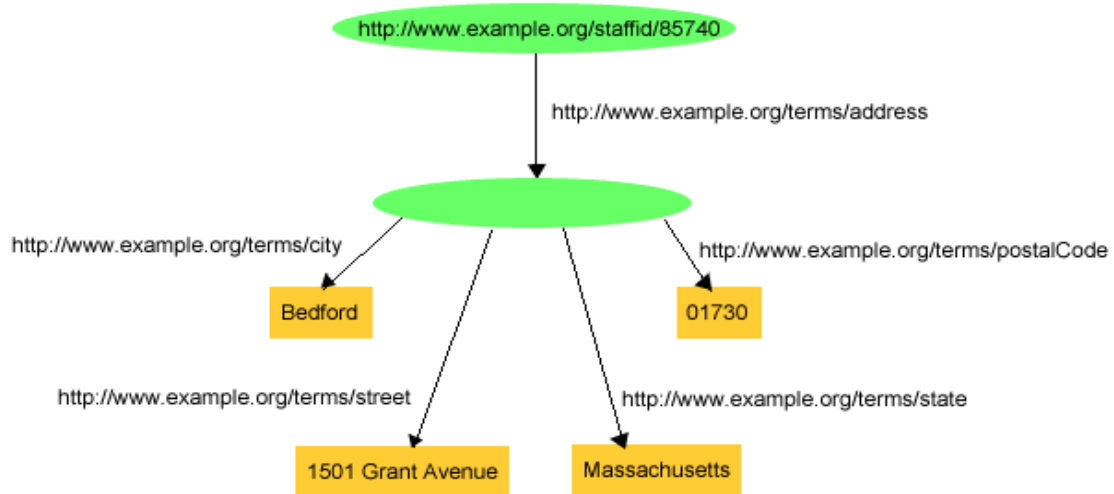 http://www.example.org/staffid/85740
http://www.example.org/terms/address
http://www.example.org/terms/city
http://www.example.org/terms/postalCode
Bedford
01730
http://www.example.org/terms/street
http://www.example.org/terms/state
1501 Grant Avenue
Massachusetts